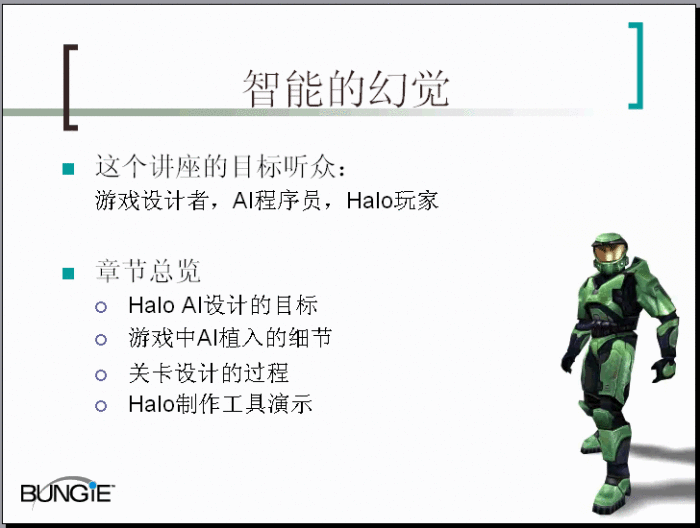 智能的幻觉
这个讲座的目标听众：
游戏设计者，AI程序员，Halo玩家
章节总览
Halo AI设计的目标
游戏中AI植入的细节
关卡设计的过程
Halo制作工具演示
BUNGiE™